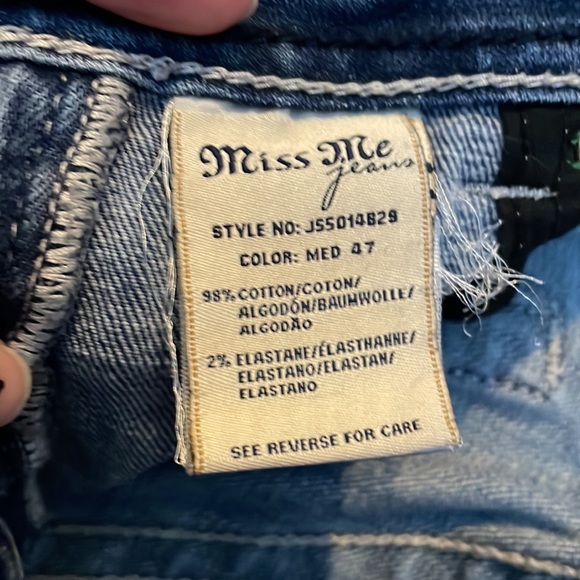 Miss Me
jeans
STYLE NO: JS5014B29
COLOR: MED 47
98% COTTON/COTON/
ALGODÓN/BAUMWOLLE/
ALGODÃO
2% ELASTANE/ÉLASTHANNE/
ELASTANO/ELASTAN/
ELASTANO
SEE REVERSE FOR CARE